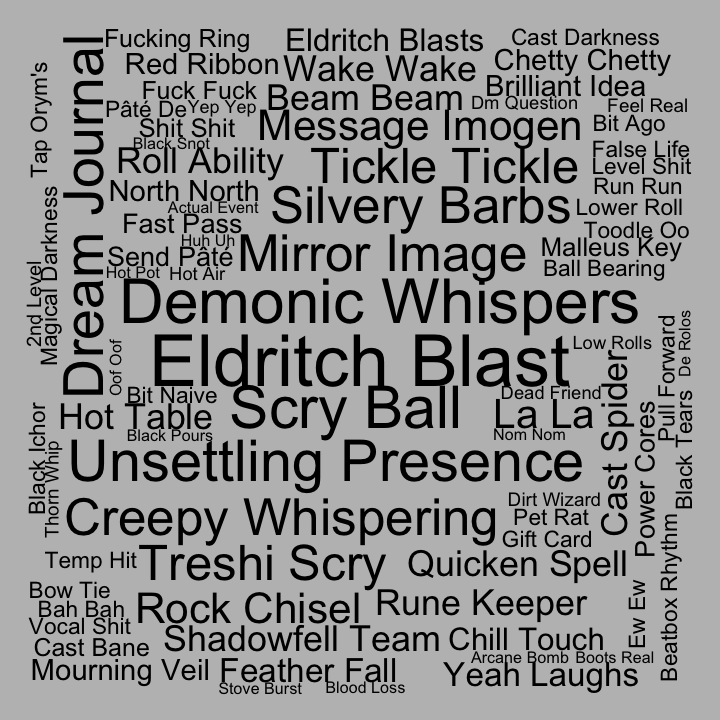 Fucking Ring
Eldritch Blasts
Cast Darkness
Red Ribbon
Wake Wake
Chetty Chetty
Fuck Fuck
Beam Beam
Brilliant Idea
Pâté De
Yep Yep
Dm Question
Feel Real
Shit Shit
Message Imogen
Bit Ago
Black Snot
Roll Ability
Tickle Tickle
False Life
Level Shit
North North
Silvery Barbs
Run Run
Actual Event
Lower Roll
Fast Pass
Toodle Oo
Huh Uh
Send Pâté
Mirror Image
Malleus Key
Hot Pot
Hot Air
Ball Bearing
Tap Orym's
Dream Journal
Magical Darkness
2nd Level
Demonic Whispers
Eldritch Blast
Low Rolls
Oof Oof
Pull Forward
De Rolos
Bit Naive
Scry Ball
Dead Friend
Hot Table
La La
Black Pours
Nom Nom
Cast Spider
Power Cores
Black Tears
Black Ichor
Thorn Whip
Unsettling Presence
Creepy Whispering
Dirt Wizard
Pet Rat
Gift Card
Temp Hit
Treshi Scry
Quicken Spell
Beatbox Rhythm
Ew Ew
Bow Tie
Bah Bah
Rock Chisel
Rune Keeper
Vocal Shit
Cast Bane
Shadowfell Team
Chill Touch
Mourning Veil
Feather Fall
Arcane Bomb
Boots Real
Yeah Laughs
Stove Burst
Blood Loss